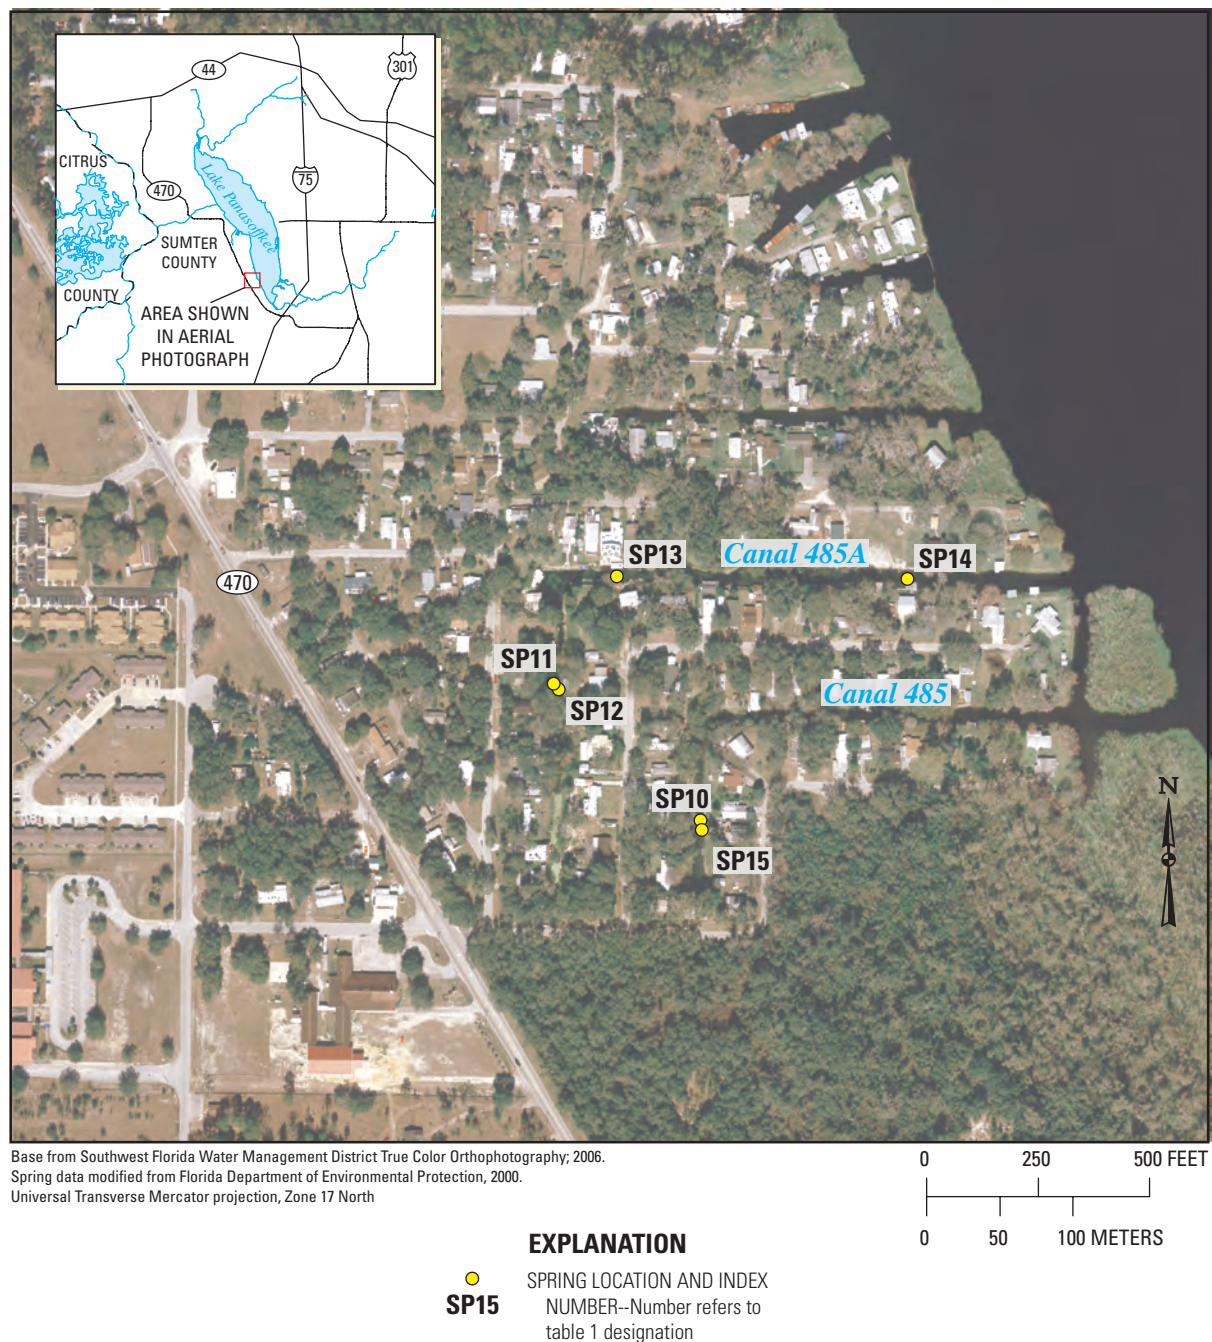 44
301
CITRUS
Lake Panasoffkee
470
75
SUMTER
COUNTY
COUNTY
AREA SHOWN
IN AERIAL
PHOTOGRAPH
SP13
Canal 485A
SP14
470
SP11
SP12
Canal 485
SP10
SP15
N
Base from Southwest Florida Water Management District True Color Orthophotography; 2006.
Spring data modified from Florida Department of Environmental Protection, 2000.
Universal Transverse Mercator projection, Zone 17 North
0 250 500 FEET
0 50 100 METERS
EXPLANATION
SPRING LOCATION AND INDEX
SP15 NUMBER--Number refers to
table 1 designation